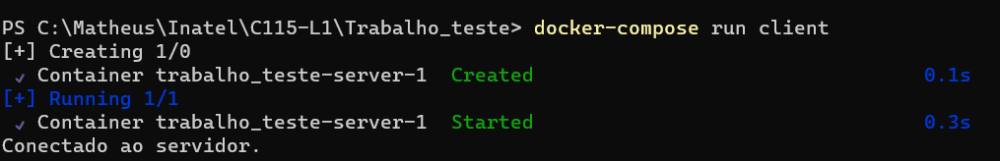 PS C:\Matheus\Inatel\C115-L1\Trabalho_teste> docker-compose run client
[+] Creating 1/0
✓ Container trabalho_teste-server-1  Created  0.1s
[+] Running 1/1
✓ Container trabalho_teste-server-1  Started  0.3s
Conectado ao servidor.